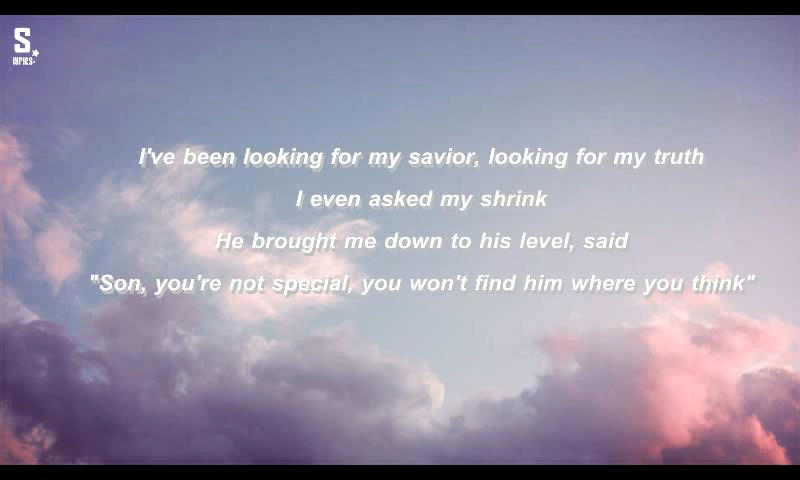 S.
lyrics
I've been looking for my savior, looking for my truth
I even asked my shrink
He brought me down to his level, said
"Son, you're not special, you won't find him where you think"